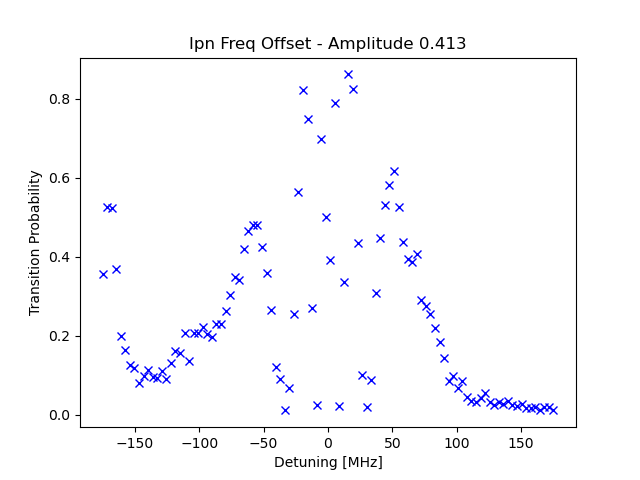 Ipn Freq Offset - Amplitude 0.413
Transition Probability
0.8
0.6
0.4
0.2
0.0
−150 −100 −50 0 50 100 150
Detuning [MHz]